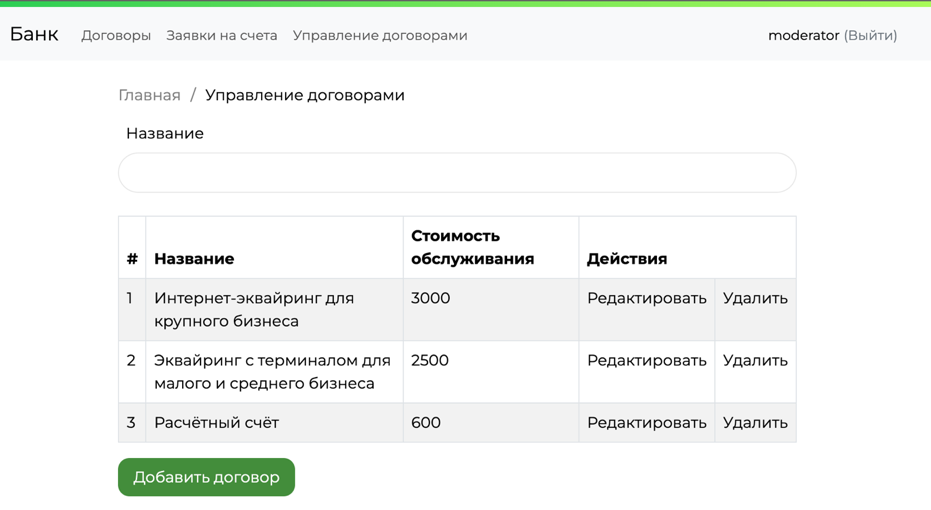 Банк Договоры Заявки на счета Управление договорами moderator (Выйти)
Главная / Управление договорами
Название
# Название Стоимость обслуживания Действия
1 Интернет-эквайринг для крупного бизнеса 3000 Редактировать Удалить
2 Эквайринг с терминалом для малого и среднего бизнеса 2500 Редактировать Удалить
3 Расчётный счёт 600 Редактировать Удалить
Добавить договор